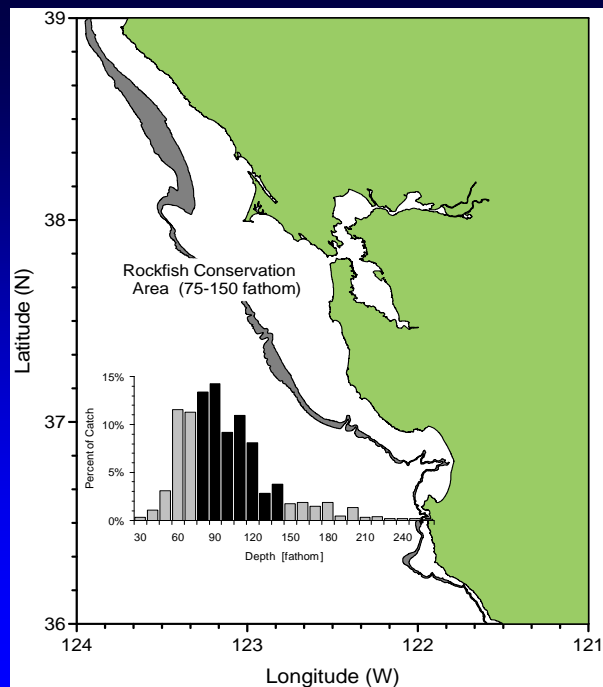 39
38
37
36
Latitude (N)
Rockfish Conservation
Area (75-150 fathom)
15%
10%
5%
0%
Percent of Catch
30 60 90 120 150 180 210 240
Depth [fathom]
124 123 122 121
Longitude (W)